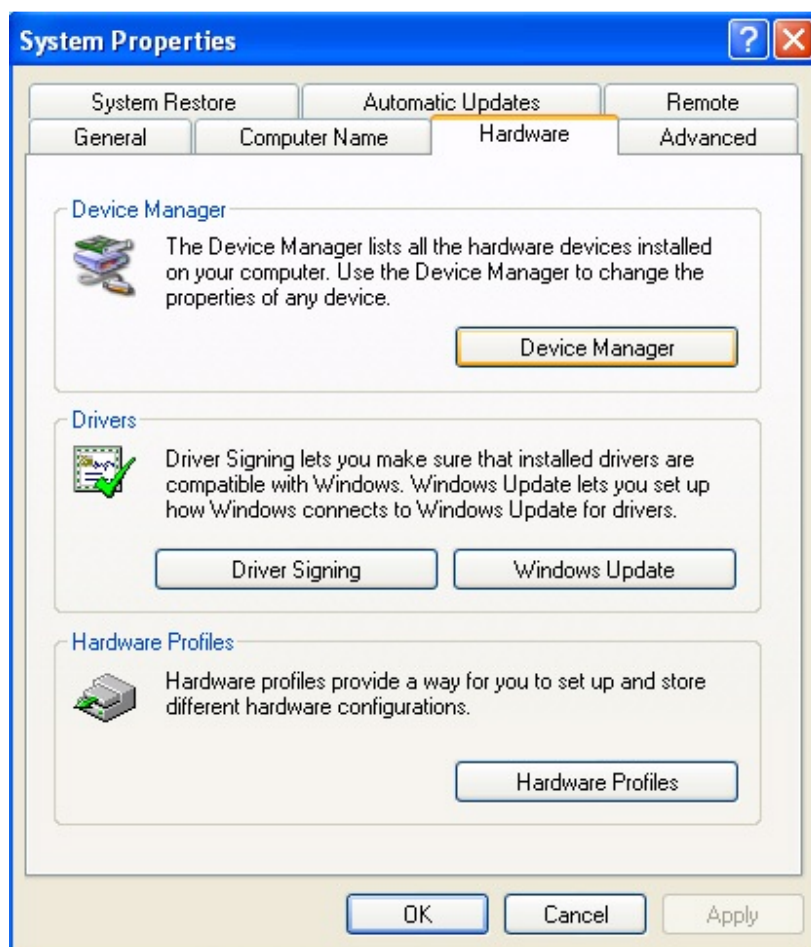 System Properties
System Restore Automatic Updates Remote
General Computer Name Hardware Advanced
Device Manager
The Device Manager lists all the hardware devices installed
on your computer. Use the Device Manager to change the
properties of any device.
Device Manager
Drivers
Driver Signing lets you make sure that installed drivers are
compatible with Windows. Windows Update lets you set up
how Windows connects to Windows Update for drivers.
Driver Signing Windows Update
Hardware Profiles
Hardware profiles provide a way for you to set up and store
different hardware configurations.
Hardware Profiles
OK Cancel Apply